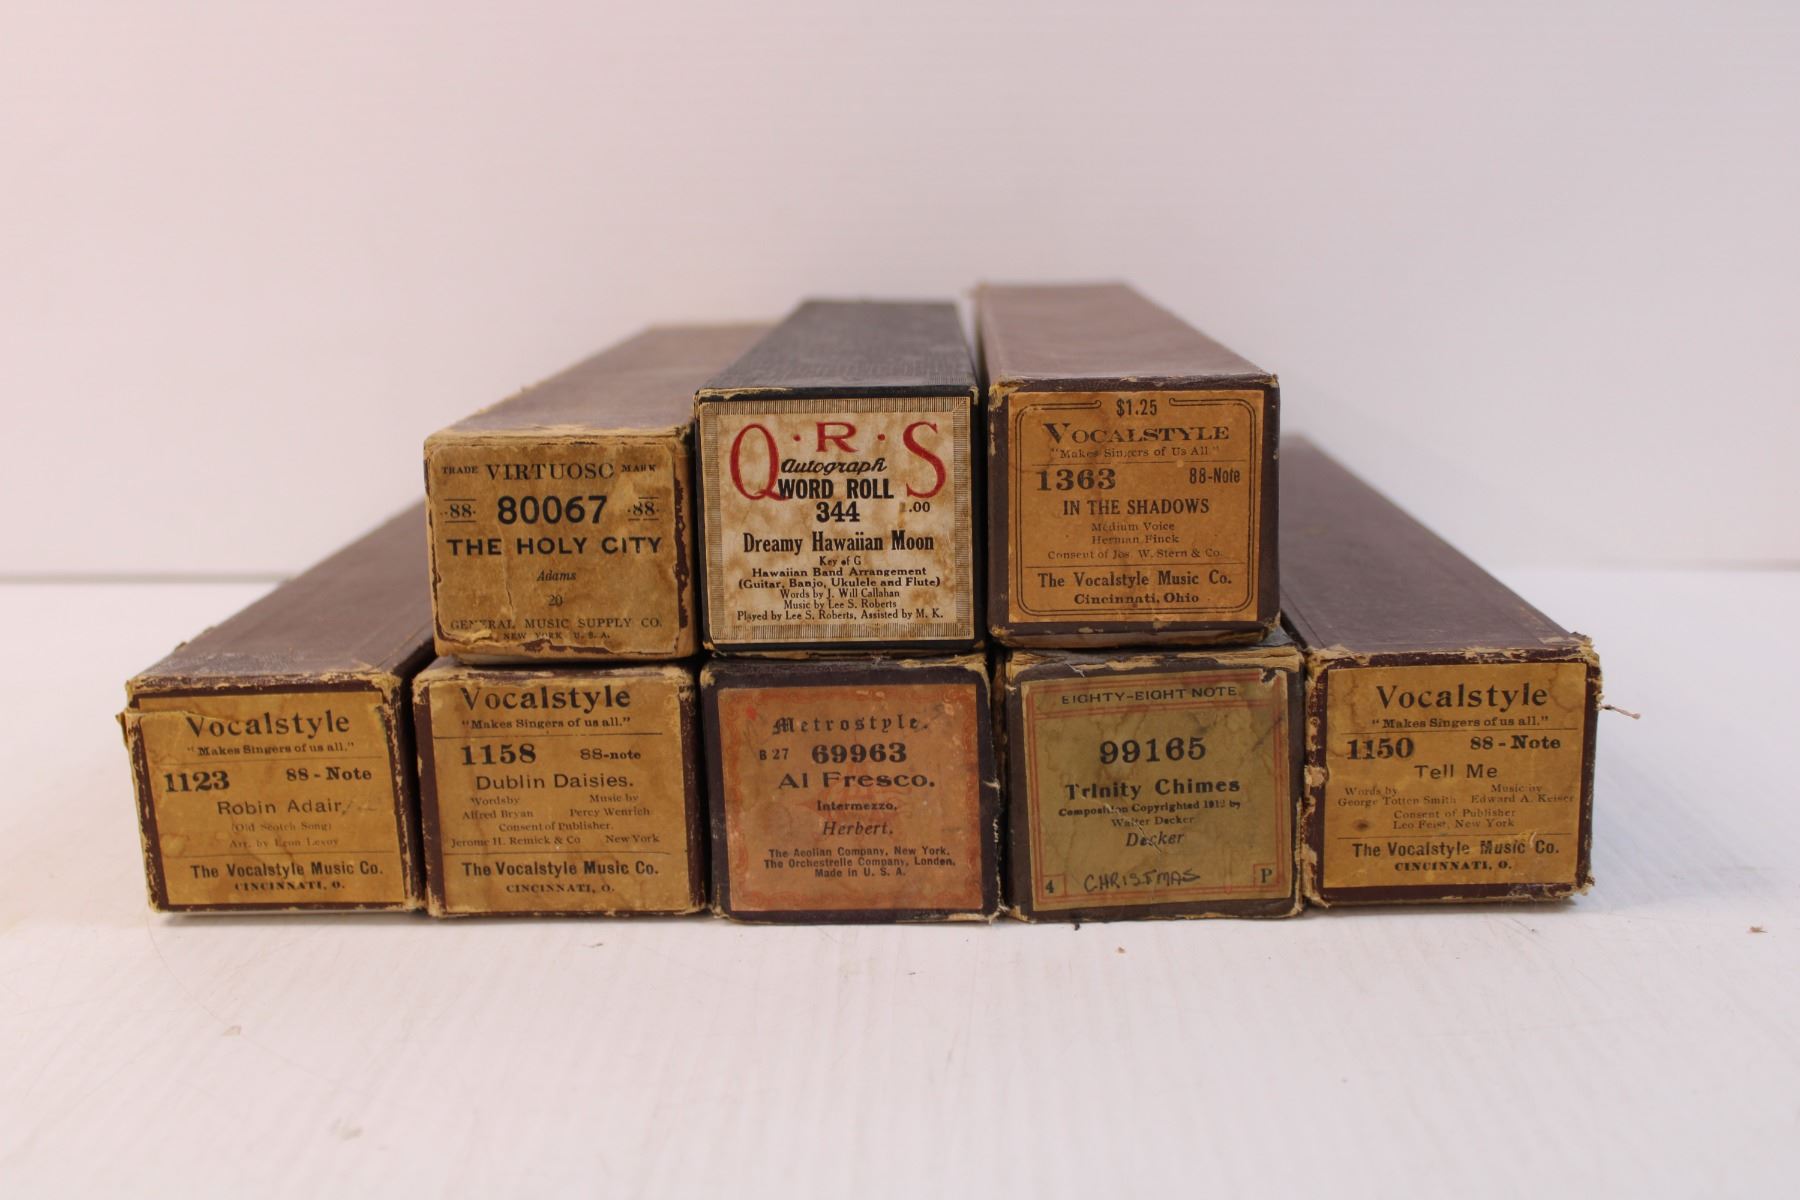 TRADE VIRTUOSO MARK
·88· 80067 ·88·
THE HOLY CITY
Adams
20
GENERAL MUSIC SUPPLY CO.
NEW YORK U. S. A.
Q·R·S
Autograph
WORD ROLL
344 .00
Dreamy Hawaiian Moon
Key of G
Hawaiian Band Arrangement
(Guitar, Banjo, Ukulele and Flute)
Words by J. Will Callahan
Music by Lee S. Roberts
Played by Lee S. Roberts, Assisted by M. K.
$1.25
VOCALSTYLE
"Makes Singers of Us All"
1363 88-Note
IN THE SHADOWS
Medium Voice
Herman Finck
Consent of Jos. W. Stern & Co.
The Vocalstyle Music Co.
Cincinnati, Ohio
Vocalstyle
"Makes Singers of us all."
1123 88-Note
Robin Adair
(Old Scotch Song)
Arr. by Leon Levoy
The Vocalstyle Music Co.
CINCINNATI, O.
Vocalstyle
"Makes Singers of us all."
1158 88-note
Dublin Daisies.
Words by Music by
Alfred Bryan Percy Wenrich
Consent of Publisher.
Jerome H. Remick & Co New York
The Vocalstyle Music Co.
CINCINNATI, O.
Metrostyle.
B 27 69963
Al Fresco.
Intermezzo.
Herbert.
The Aeolian Company, New York.
The Orchestrelle Company, London.
Made in U. S. A.
EIGHTY-EIGHT NOTE
99165
Trinity Chimes
Composition Copyrighted 1912 by
Walter Decker
Decker
4 CHRISTMAS P
Vocalstyle
"Makes Singers of us all."
1150 88-Note
Tell Me
Words by Music by
George Totten Smith Edward A. Keiser
Consent of Publisher
Leo Feist, New York
The Vocalstyle Music Co.
CINCINNATI, O.